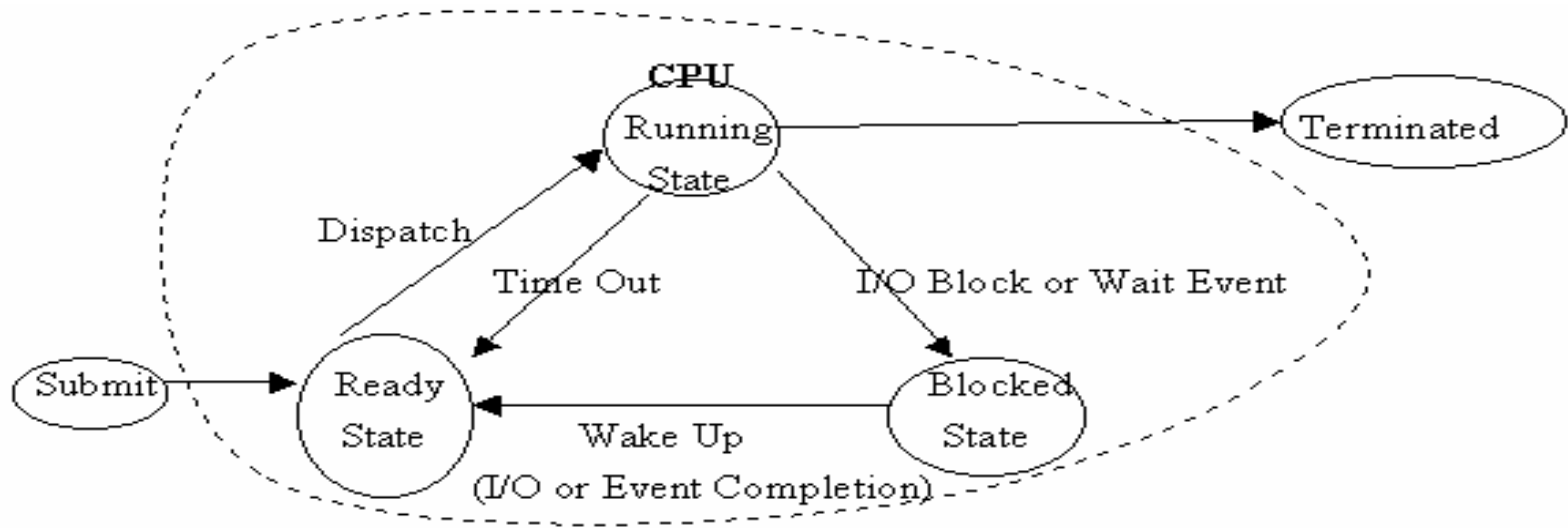 CPU
Running
State
Terminated
Dispatch
Time Out
I/O Block or Wait Event
Submit
Ready
State
Blocked
State
Wake Up
(I/O or Event Completion)